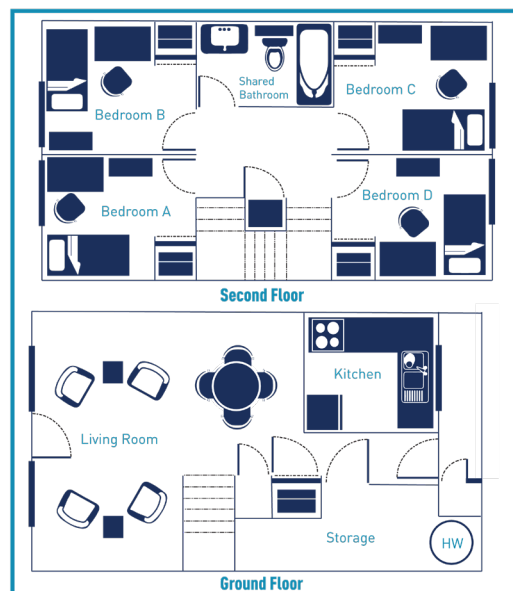 Shared
Bathroom
Bedroom B
Bedroom C
Bedroom A
Bedroom D
Second Floor
Kitchen
Living Room
Storage
HW
Ground Floor